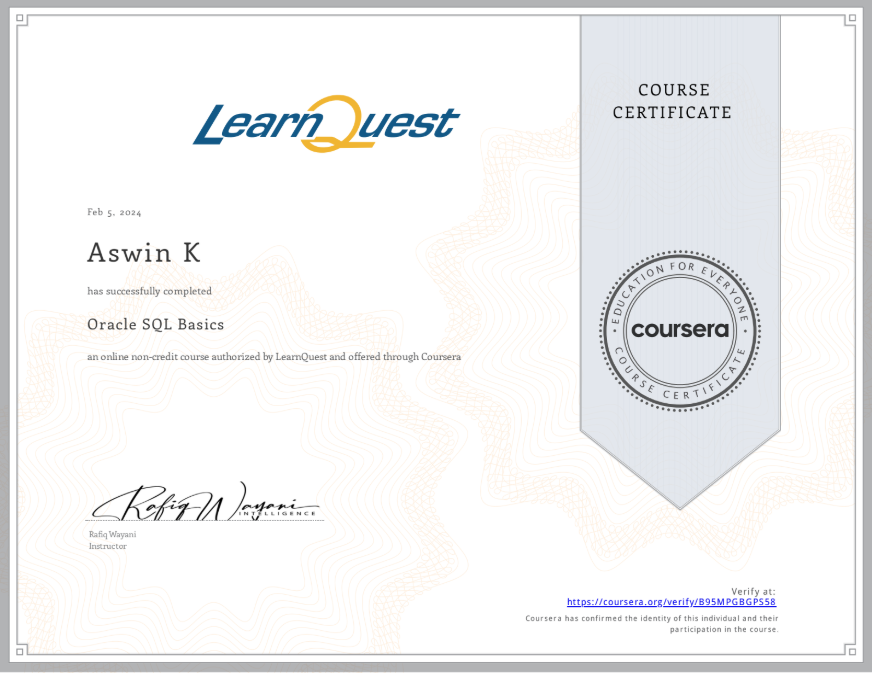 LearnQuest
COURSE
CERTIFICATE
Feb 5, 2024
Aswin K
has successfully completed
Oracle SQL Basics
an online non-credit course authorized by LearnQuest and offered through Coursera
EDUCATION FOR EVERYONE
coursera
COURSE CERTIFICATE
Rafiq Wayani
INTELLIGENCE
Rafiq Wayani
Instructor
Verify at:
https://coursera.org/verify/B95MPGBGPS58
Coursera has confirmed the identity of this individual and their
participation in the course.